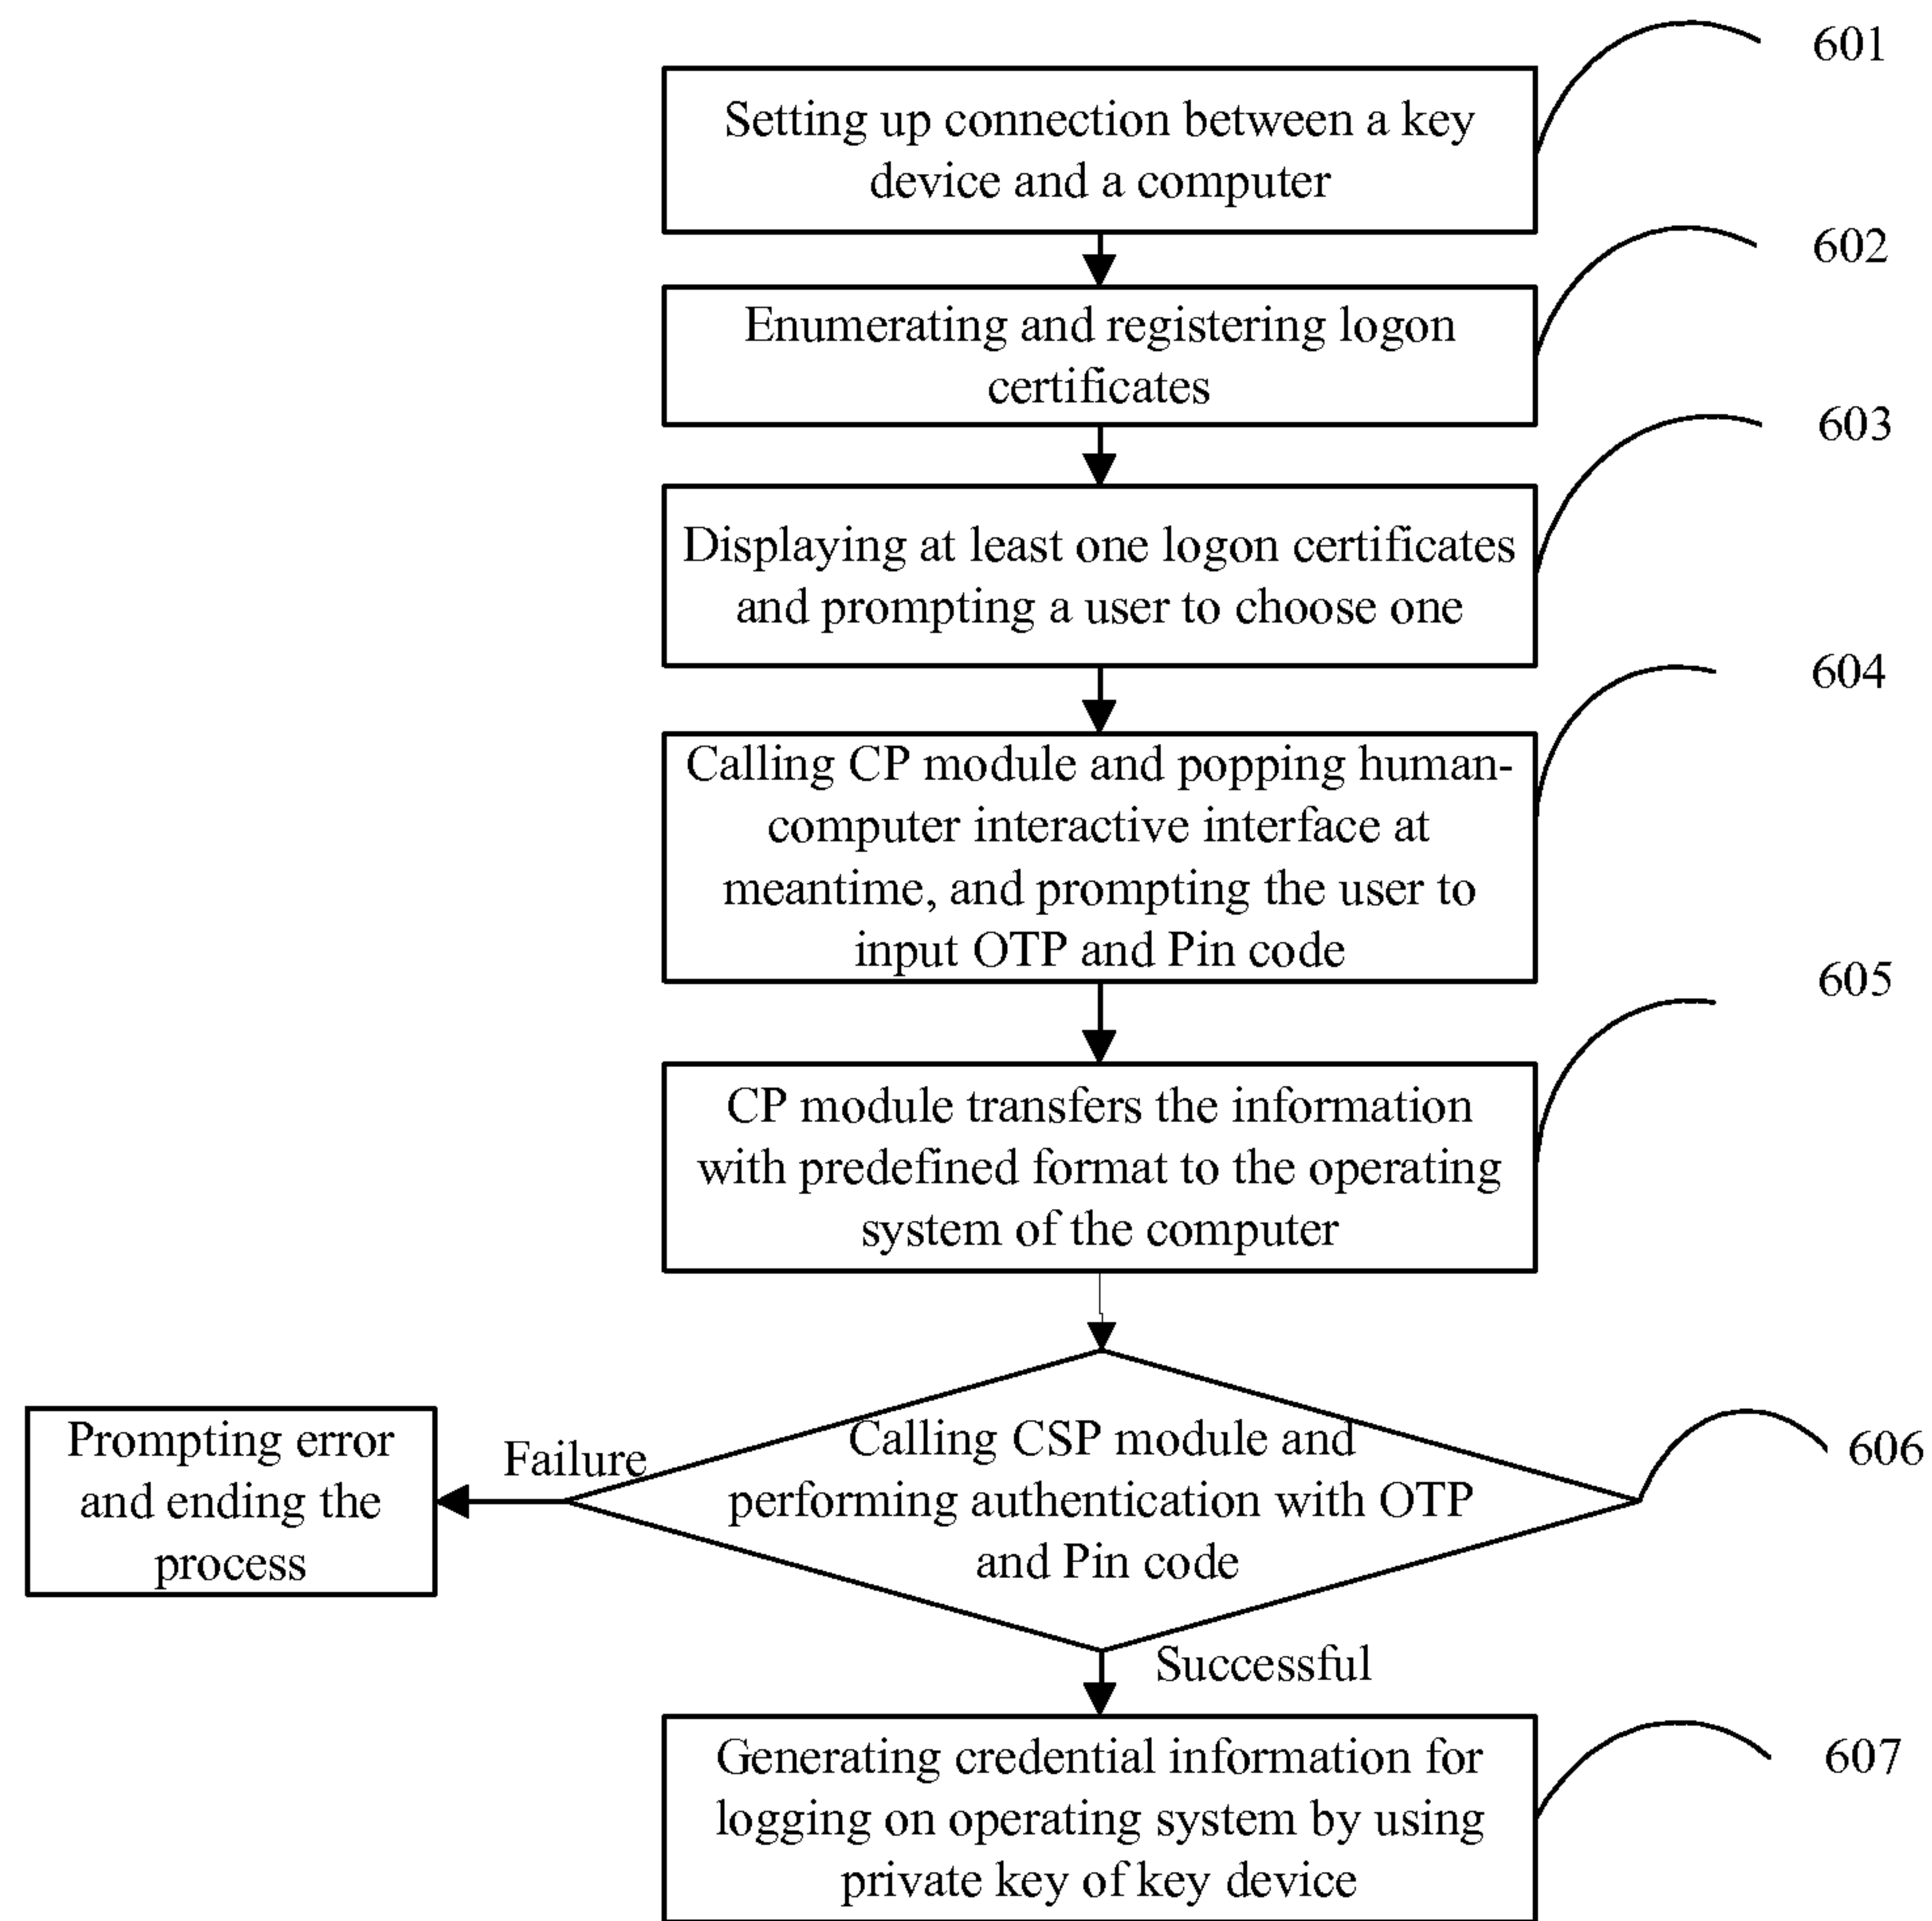 601
Setting up connection between a key
device and a computer
602
Enumerating and registering logon
certificates
603
Displaying at least one logon certificates
and prompting a user to choose one
604
Calling CP module and popping human-
computer interactive interface at
meantime, and prompting the user to
input OTP and Pin code
605
CP module transfers the information
with predefined format to the operating
system of the computer
606
Calling CSP module and
performing authentication with OTP
and Pin code
Failure
Prompting error
and ending the
process
Successful
607
Generating credential information for
logging on operating system by using
private key of key device